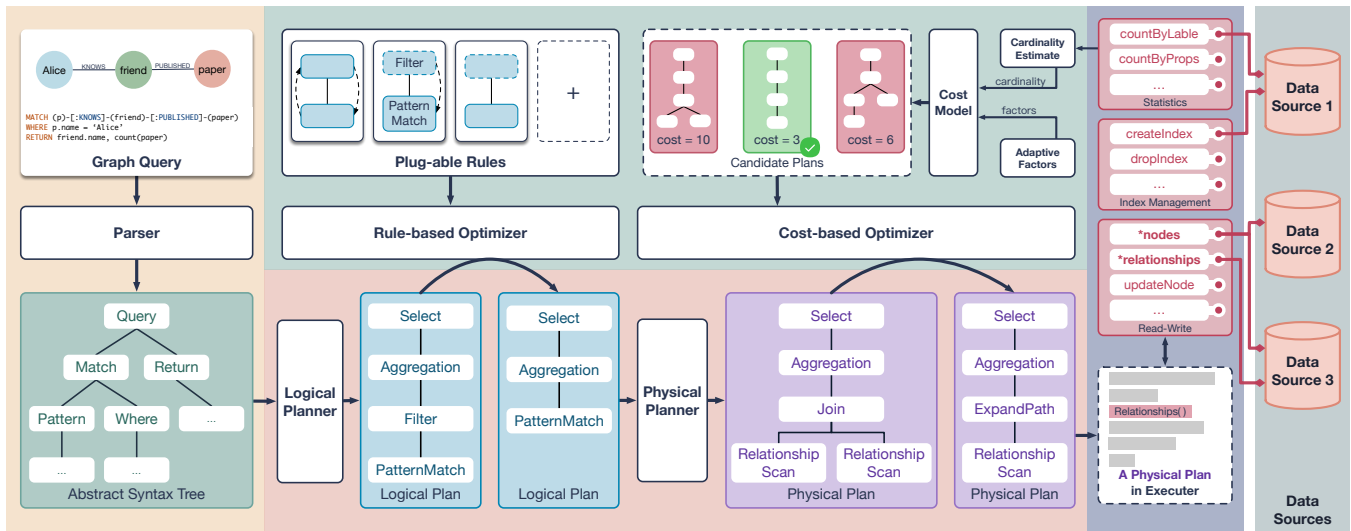 Alice
KNOWS
friend
PUBLISHED
paper
MATCH (p)-[:KNOWS]-(friend)-[:PUBLISHED]-(paper)
WHERE p.name = ‘Alice’
RETURN friend.name, count(paper)
Graph Query
Parser
Query
Match
Return
Pattern
Where
...
...
...
Abstract Syntax Tree
Filter
Pattern
Match
+
Plug-able Rules
Rule-based Optimizer
cost = 10
cost = 3
cost = 6
Candidate Plans
Cost
Model
Cardinality
Estimate
cardinality
factors
Adaptive
Factors
Cost-based Optimizer
Logical
Planner
Select
Aggregation
Filter
PatternMatch
Logical Plan
Select
Aggregation
PatternMatch
Logical Plan
Physical
Planner
Select
Aggregation
Join
Relationship
Scan
Relationship
Scan
Physical Plan
Select
Aggregation
ExpandPath
Relationship
Scan
Physical Plan
countByLable
countByProps
...
Statistics
createIndex
dropIndex
...
Index Management
*nodes
*relationships
updateNode
...
Read-Write
Relationships( )
A Physical Plan
in Executer
Data
Source 1
Data
Source 2
Data
Source 3
Data
Sources